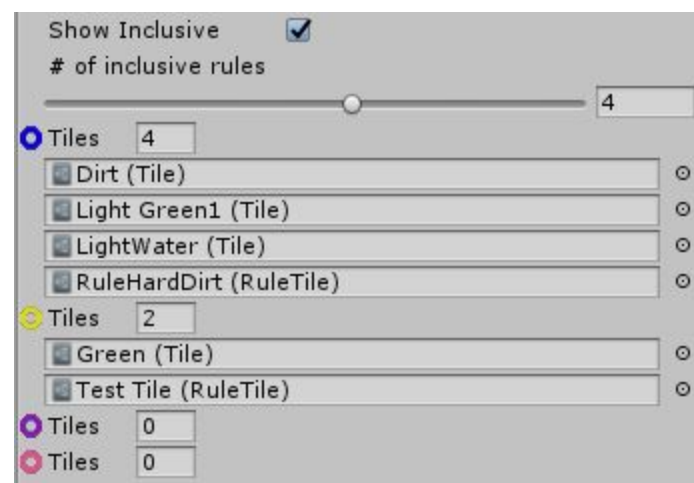 Show Inclusive
# of inclusive rules
4
Tiles 4
Dirt (Tile)
Light Green1 (Tile)
LightWater (Tile)
RuleHardDirt (RuleTile)
Tiles 2
Green (Tile)
Test Tile (RuleTile)
Tiles 0
Tiles 0